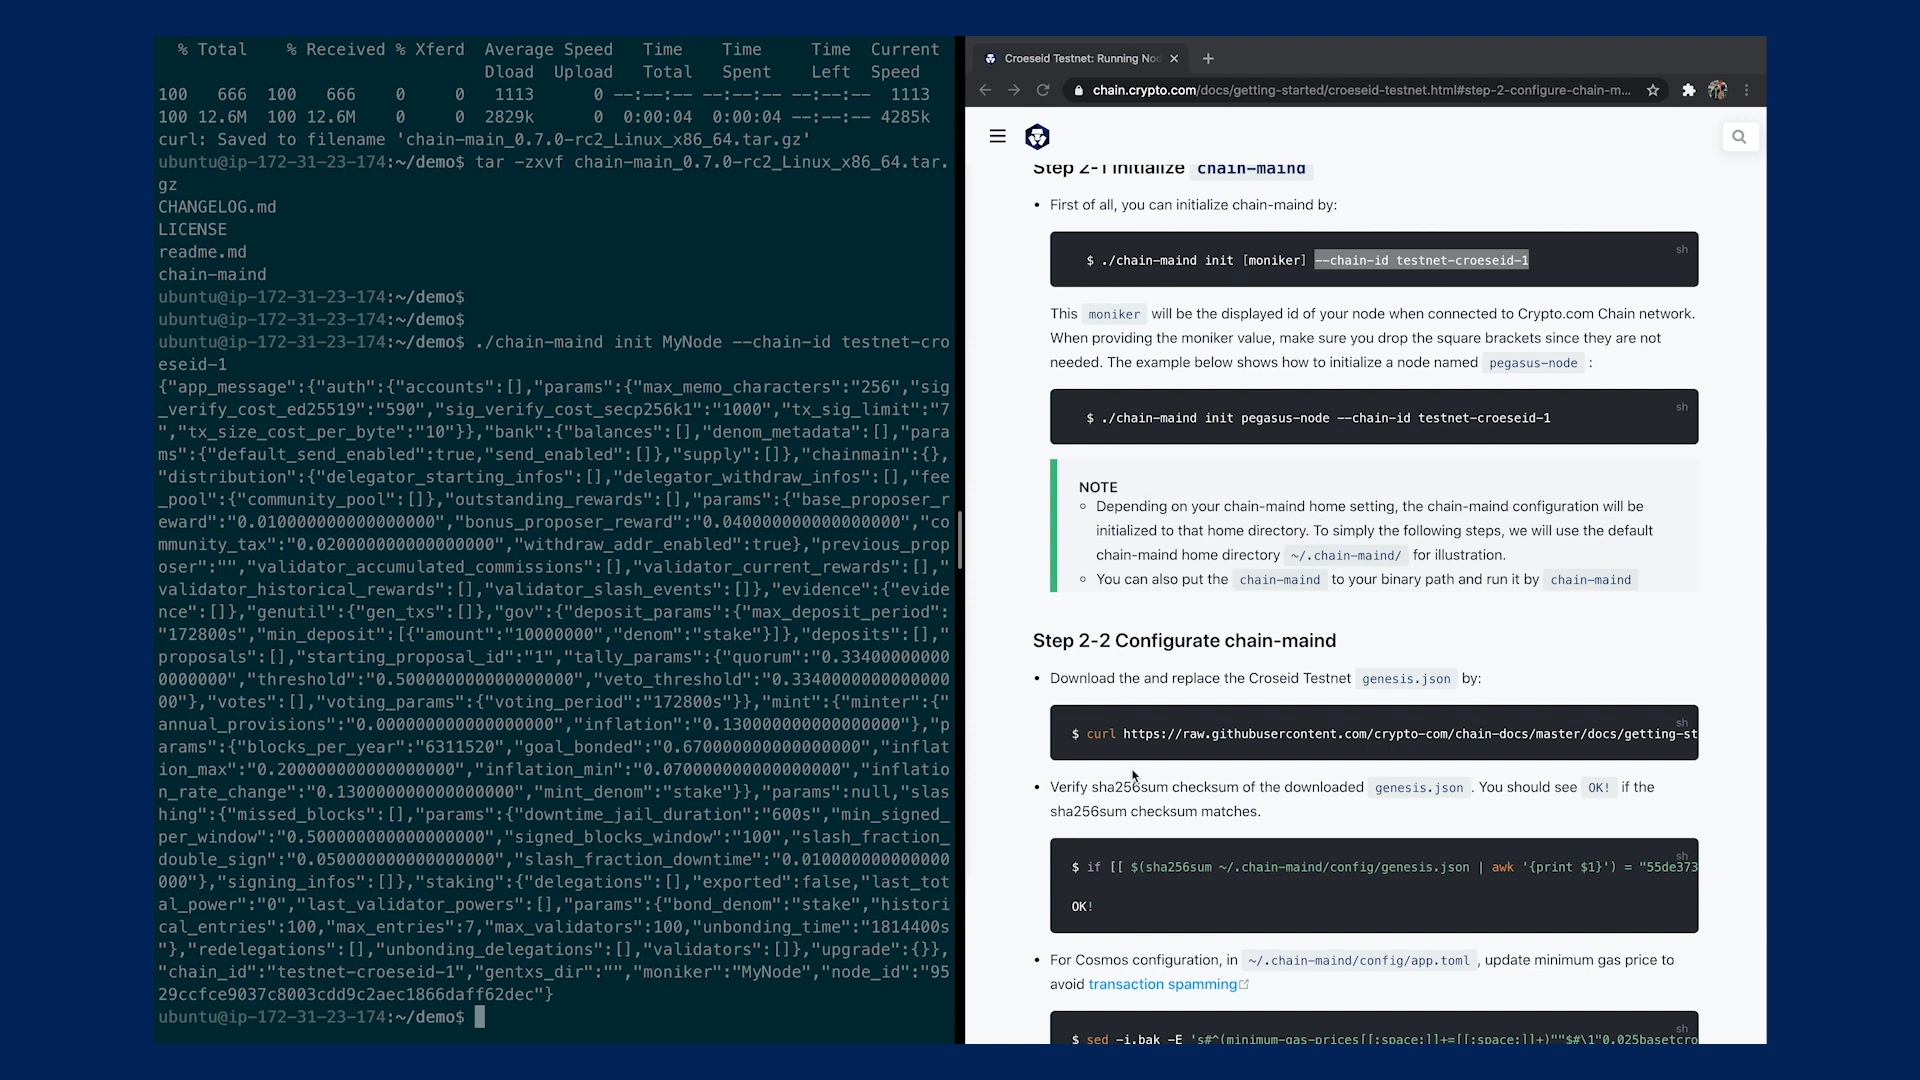 % Total    % Received % Xferd  Average Speed   Time    Time     Time  Current
Dload  Upload   Total   Spent    Left  Speed
100   666  100   666    0     0   1113      0 --:--:-- --:--:-- --:--:--  1113
100 12.6M  100 12.6M    0     0  2829k      0  0:00:04  0:00:04 --:--:-- 4285k
curl: Saved to filename 'chain-main_0.7.0-rc2_Linux_x86_64.tar.gz'
ubuntu@ip-172-31-23-174:~/demo$ tar -zxvf chain-main_0.7.0-rc2_Linux_x86_64.tar.
gz
CHANGELOG.md
LICENSE
readme.md
chain-maind
ubuntu@ip-172-31-23-174:~/demo$
ubuntu@ip-172-31-23-174:~/demo$
ubuntu@ip-172-31-23-174:~/demo$ ./chain-maind init MyNode --chain-id testnet-cro
eseid-1
{"app_message":{"auth":{"accounts":[],"params":{"max_memo_characters":"256","sig
_verify_cost_ed25519":"590","sig_verify_cost_secp256k1":"1000","tx_sig_limit":"7
","tx_size_cost_per_byte":"10"}},"bank":{"balances":[],"denom_metadata":[],"para
ms":{"default_send_enabled":true,"send_enabled":[]},"supply":[]},"chainmain":{},
"distribution":{"delegator_starting_infos":[],"delegator_withdraw_infos":[],"fee
_pool":{"community_pool":[]},"outstanding_rewards":[],"params":{"base_proposer_r
eward":"0.010000000000000000","bonus_proposer_reward":"0.040000000000000000","co
mmunity_tax":"0.020000000000000000","withdraw_addr_enabled":true},"previous_prop
oser":"","validator_accumulated_commissions":[],"validator_current_rewards":[],"
validator_historical_rewards":[],"validator_slash_events":[]},"evidence":{"evide
nce":[]},"genutil":{"gen_txs":[]},"gov":{"deposit_params":{"max_deposit_period":
"172800s","min_deposit":[{"amount":"10000000","denom":"stake"}]},"deposits":[],"
proposals":[],"starting_proposal_id":"1","tally_params":{"quorum":"0.33400000000
0000000","threshold":"0.500000000000000000","veto_threshold":"0.3340000000000000
00"},"votes":[],"voting_params":{"voting_period":"172800s"}},"mint":{"minter":{"
annual_provisions":"0.000000000000000000","inflation":"0.130000000000000000"},"p
arams":{"blocks_per_year":"6311520","goal_bonded":"0.670000000000000000","inflat
ion_max":"0.200000000000000000","inflation_min":"0.070000000000000000","inflatio
n_rate_change":"0.130000000000000000","mint_denom":"stake"}},"params":null,"slas
hing":{"missed_blocks":[],"params":{"downtime_jail_duration":"600s","min_signed_
per_window":"0.500000000000000000","signed_blocks_window":"100","slash_fraction_
double_sign":"0.050000000000000000","slash_fraction_downtime":"0.010000000000000
000"},"signing_infos":[]},"staking":{"delegations":[],"exported":false,"last_tot
al_power":"0","last_validator_powers":[],"params":{"bond_denom":"stake","histori
cal_entries":100,"max_entries":7,"max_validators":100,"unbonding_time":"1814400s
"},"redelegations":[],"unbonding_delegations":[],"validators":[]},"upgrade":{}},
"chain_id":"testnet-croeseid-1","gentxs_dir":"","moniker":"MyNode","node_id":"95
29ccfce9037c8003cdd9c2aec1866daff62dec"}
ubuntu@ip-172-31-23-174:~/demo$
Croeseid Testnet: Running No
chain.crypto.com/docs/getting-started/croeseid-testnet.html#step-2-configure-chain-m...
Step 2-1 Initialize chain-maind
• First of all, you can initialize chain-maind by:
sh
$ ./chain-maind init [moniker] --chain-id testnet-croeseid-1
This moniker will be the displayed id of your node when connected to Crypto.com Chain network.
When providing the moniker value, make sure you drop the square brackets since they are not
needed. The example below shows how to initialize a node named pegasus-node :
sh
$ ./chain-maind init pegasus-node --chain-id testnet-croeseid-1
NOTE
Depending on your chain-maind home setting, the chain-maind configuration will be
initialized to that home directory. To simply the following steps, we will use the default
chain-maind home directory ~/.chain-maind/ for illustration.
You can also put the chain-maind to your binary path and run it by chain-maind
Step 2-2 Configurate chain-maind
• Download the and replace the Croseid Testnet genesis.json by:
sh
$ curl https://raw.githubusercontent.com/crypto-com/chain-docs/master/docs/getting-st
• Verify sha256sum checksum of the downloaded genesis.json . You should see OK! if the
sha256sum checksum matches.
sh
$ if [[ $(sha256sum ~/.chain-maind/config/genesis.json | awk '{print $1}') = "55de373
OK!
• For Cosmos configuration, in ~/.chain-maind/config/app.toml , update minimum gas price to
avoid transaction spamming
sh
$ sed -i.bak -E 's#^(minimum-gas-prices[[:space:]]+=[[:space:]]+)""$#\1"0.025basetcro